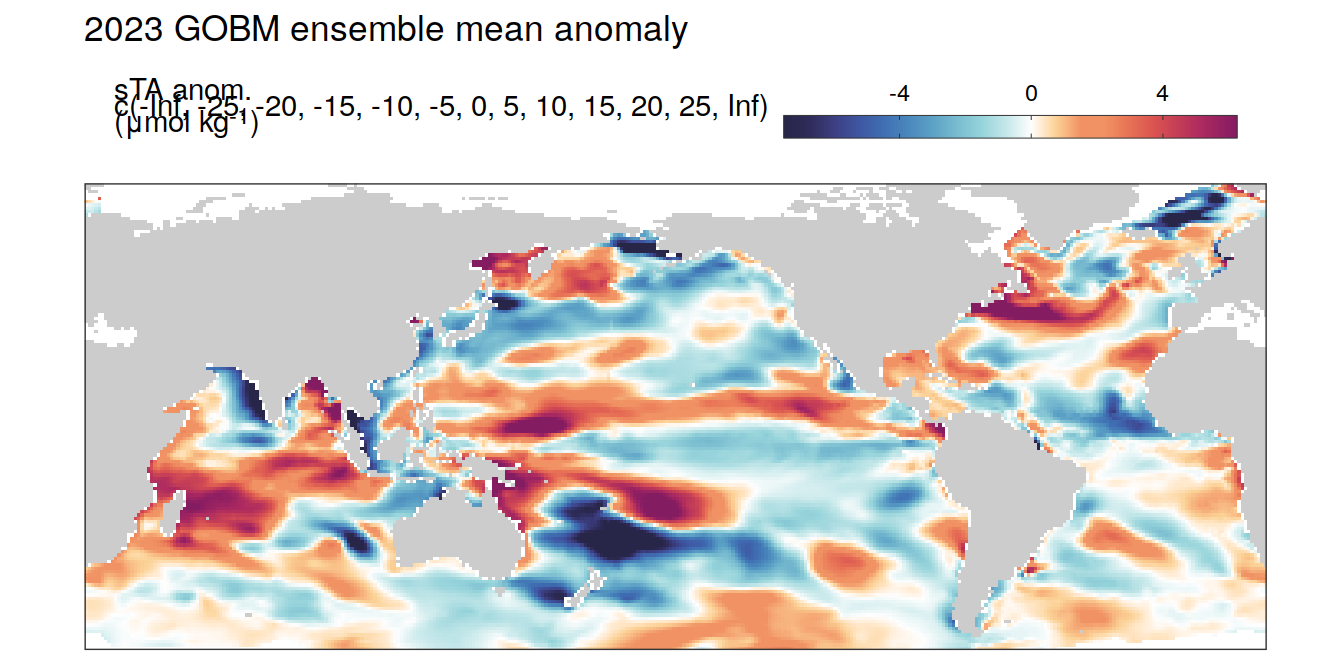 2023 GOBM ensemble mean anomaly
sTA anom.
c(-Inf, -25, -20, -15, -10, -5, 0, 5, 10, 15, 20, 25, Inf)
(μmol kg⁻¹)
-4 0 4